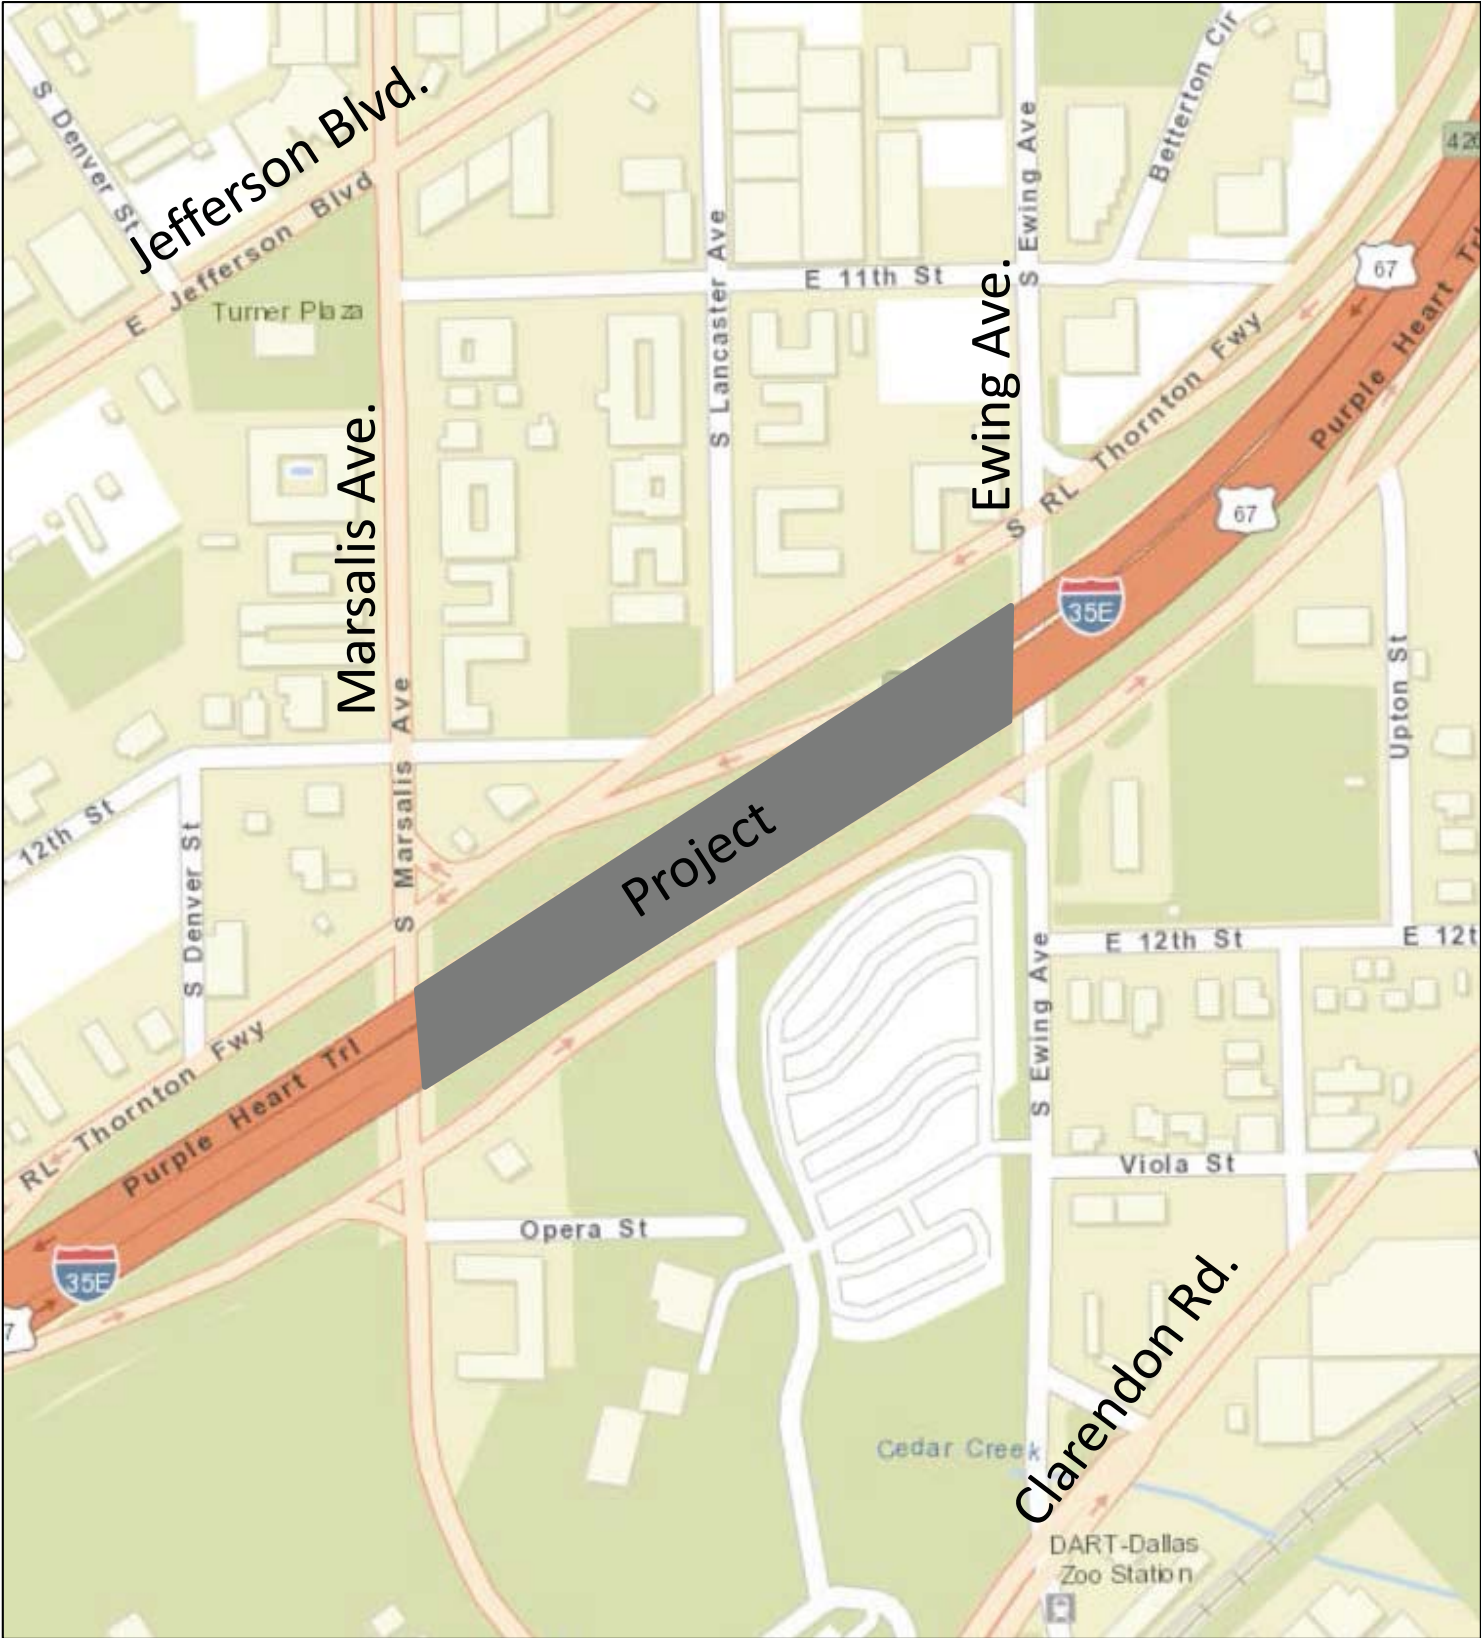 S Denver St
Jefferson Blvd.
E Jefferson Blvd
Turner Plaza
Marsalis Ave.
S Marsalis Ave
S Lancaster Ave
E 11th St
S Ewing Ave
Ewing Ave.
Betterton Cir
67
Purple Heart Trl
S RL Thornton Fwy
67
35E
Upton St
12th St
S Denver St
Project
E 12th St
E 12t
S Ewing Ave
RL Thornton Fwy
Purple Heart Trl
35E
7
Opera St
Viola St
Clarendon Rd.
Cedar Creek
DART-Dallas
Zoo Station